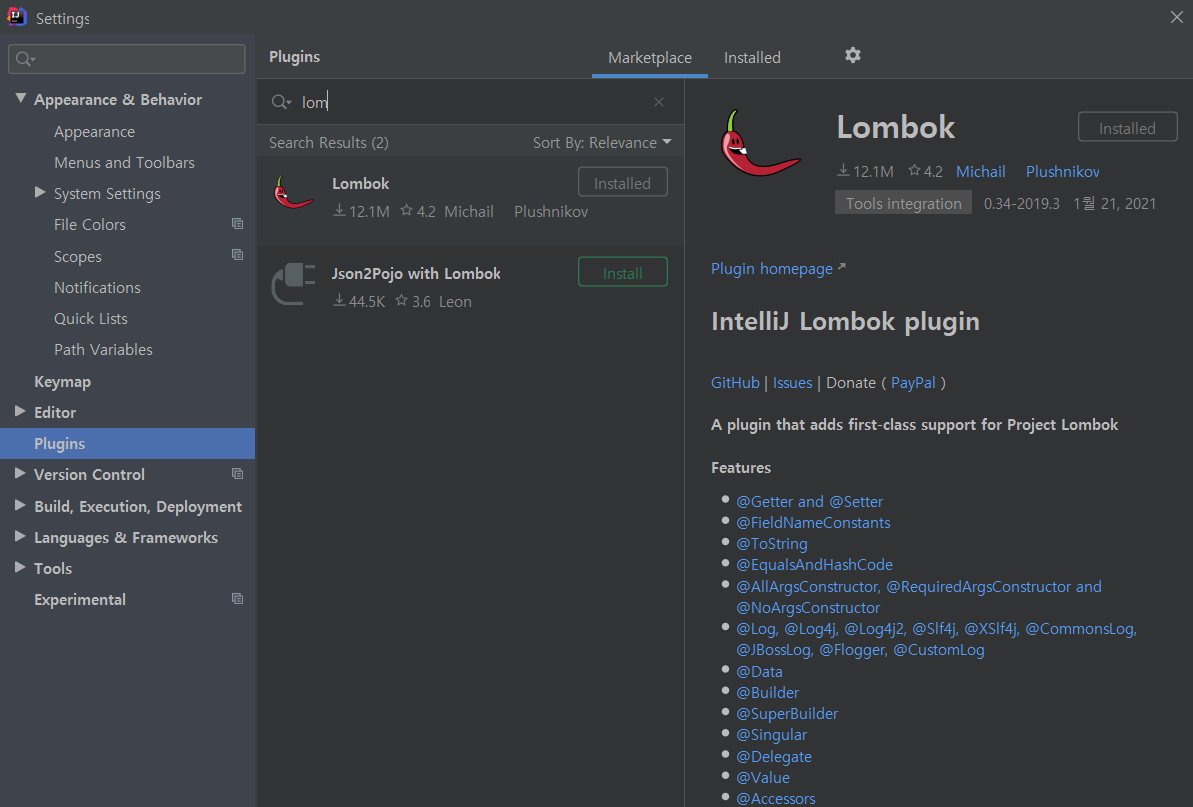 Settings
Appearance & Behavior
Appearance
Menus and Toolbars
System Settings
File Colors
Scopes
Notifications
Quick Lists
Path Variables
Keymap
Editor
Plugins
Version Control
Build, Execution, Deployment
Languages & Frameworks
Tools
Experimental
Plugins
Marketplace
Installed
lom
Search Results (2)
Sort By: Relevance
Lombok
Installed
12.1M 4.2 Michail Plushnikov
Json2Pojo with Lombok
Install
44.5K 3.6 Leon
Lombok
Installed
12.1M 4.2 Michail Plushnikov
Tools integration 0.34-2019.3 1월 21, 2021
Plugin homepage
IntelliJ Lombok plugin
GitHub | Issues | Donate ( PayPal )
A plugin that adds first-class support for Project Lombok
Features
@Getter and @Setter
@FieldNameConstants
@ToString
@EqualsAndHashCode
@AllArgsConstructor, @RequiredArgsConstructor and
@NoArgsConstructor
@Log, @Log4j, @Log4j2, @Slf4j, @XSlf4j, @CommonsLog,
@JBossLog, @Flogger, @CustomLog
@Data
@Builder
@SuperBuilder
@Singular
@Delegate
@Value
@Accessors